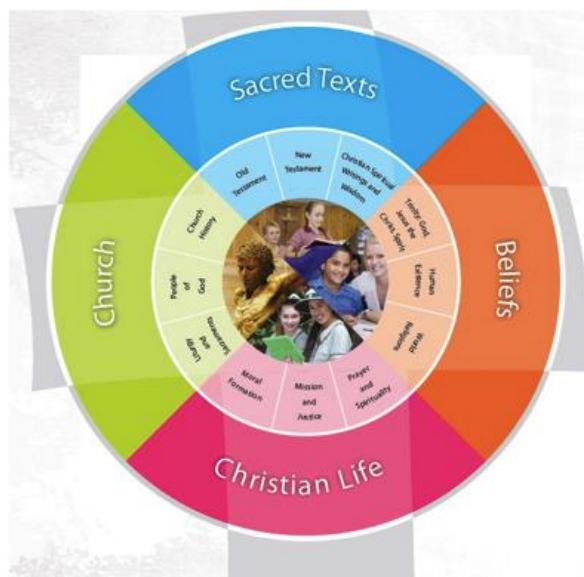 Sacred Texts
Old
Testament
New
Testament
Christian Spiritual
Writings and
Wisdom
Beliefs
Trinity: God,
Jesus the
Christ, Spirit
Human
Existence
World
Religions
Christian Life
Prayer
and
Spirituality
Mission
and
Justice
Moral
Formation
Church
Liturgy
and
Sacraments
People
of
God
Church
History